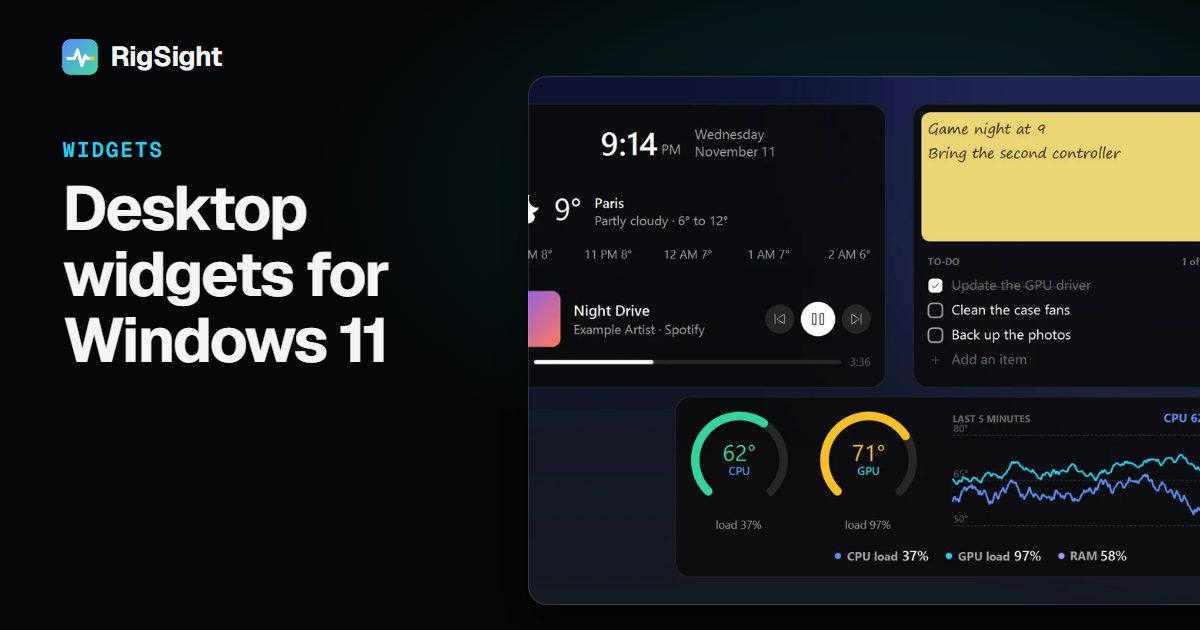 RigSight
WIDGETS
Desktop
widgets for
Windows 11
9:14 PM
Wednesday
November 11
9°
Paris
Partly cloudy · 6° to 12°
8°
11 PM 8°
12 AM 7°
1 AM 7°
2 AM 6°
Night Drive
Example Artist · Spotify
3:36
Game night at 9
Bring the second controller
TO-DO
1 of
Update the GPU driver
Clean the case fans
Back up the photos
+ Add an item
62°
CPU
load 37%
71°
GPU
load 97%
LAST 5 MINUTES
CPU 62
80°
65°
50°
CPU load 37%
GPU load 97%
RAM 58%